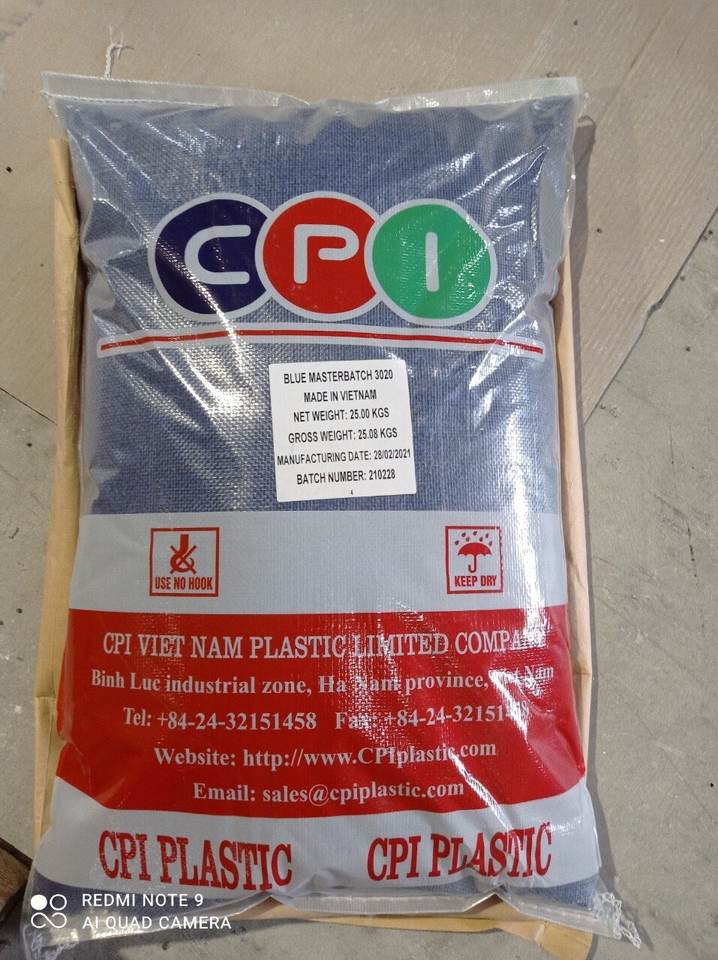 CPI
BLUE MASTERBATCH 3020
MADE IN VIETNAM
NET WEIGHT: 25.00 KGS
GROSS WEIGHT: 25.08 KGS
MANUFACTURING DATE: 28/02/2021
BATCH NUMBER: 210228
USE NO HOOK
KEEP DRY
CPI VIET NAM PLASTIC LIMITED
Binh Luc industrial zone, Ha Nam province, Nam
Tel: +84-24-32151458 Fax:
Website: http://www.CPIplastic.com
Email: sales@cpiplastic.com
CPI PLASTIC CPI PLASTIC
REDMI NOTE 9
AI QUAD CAMERA